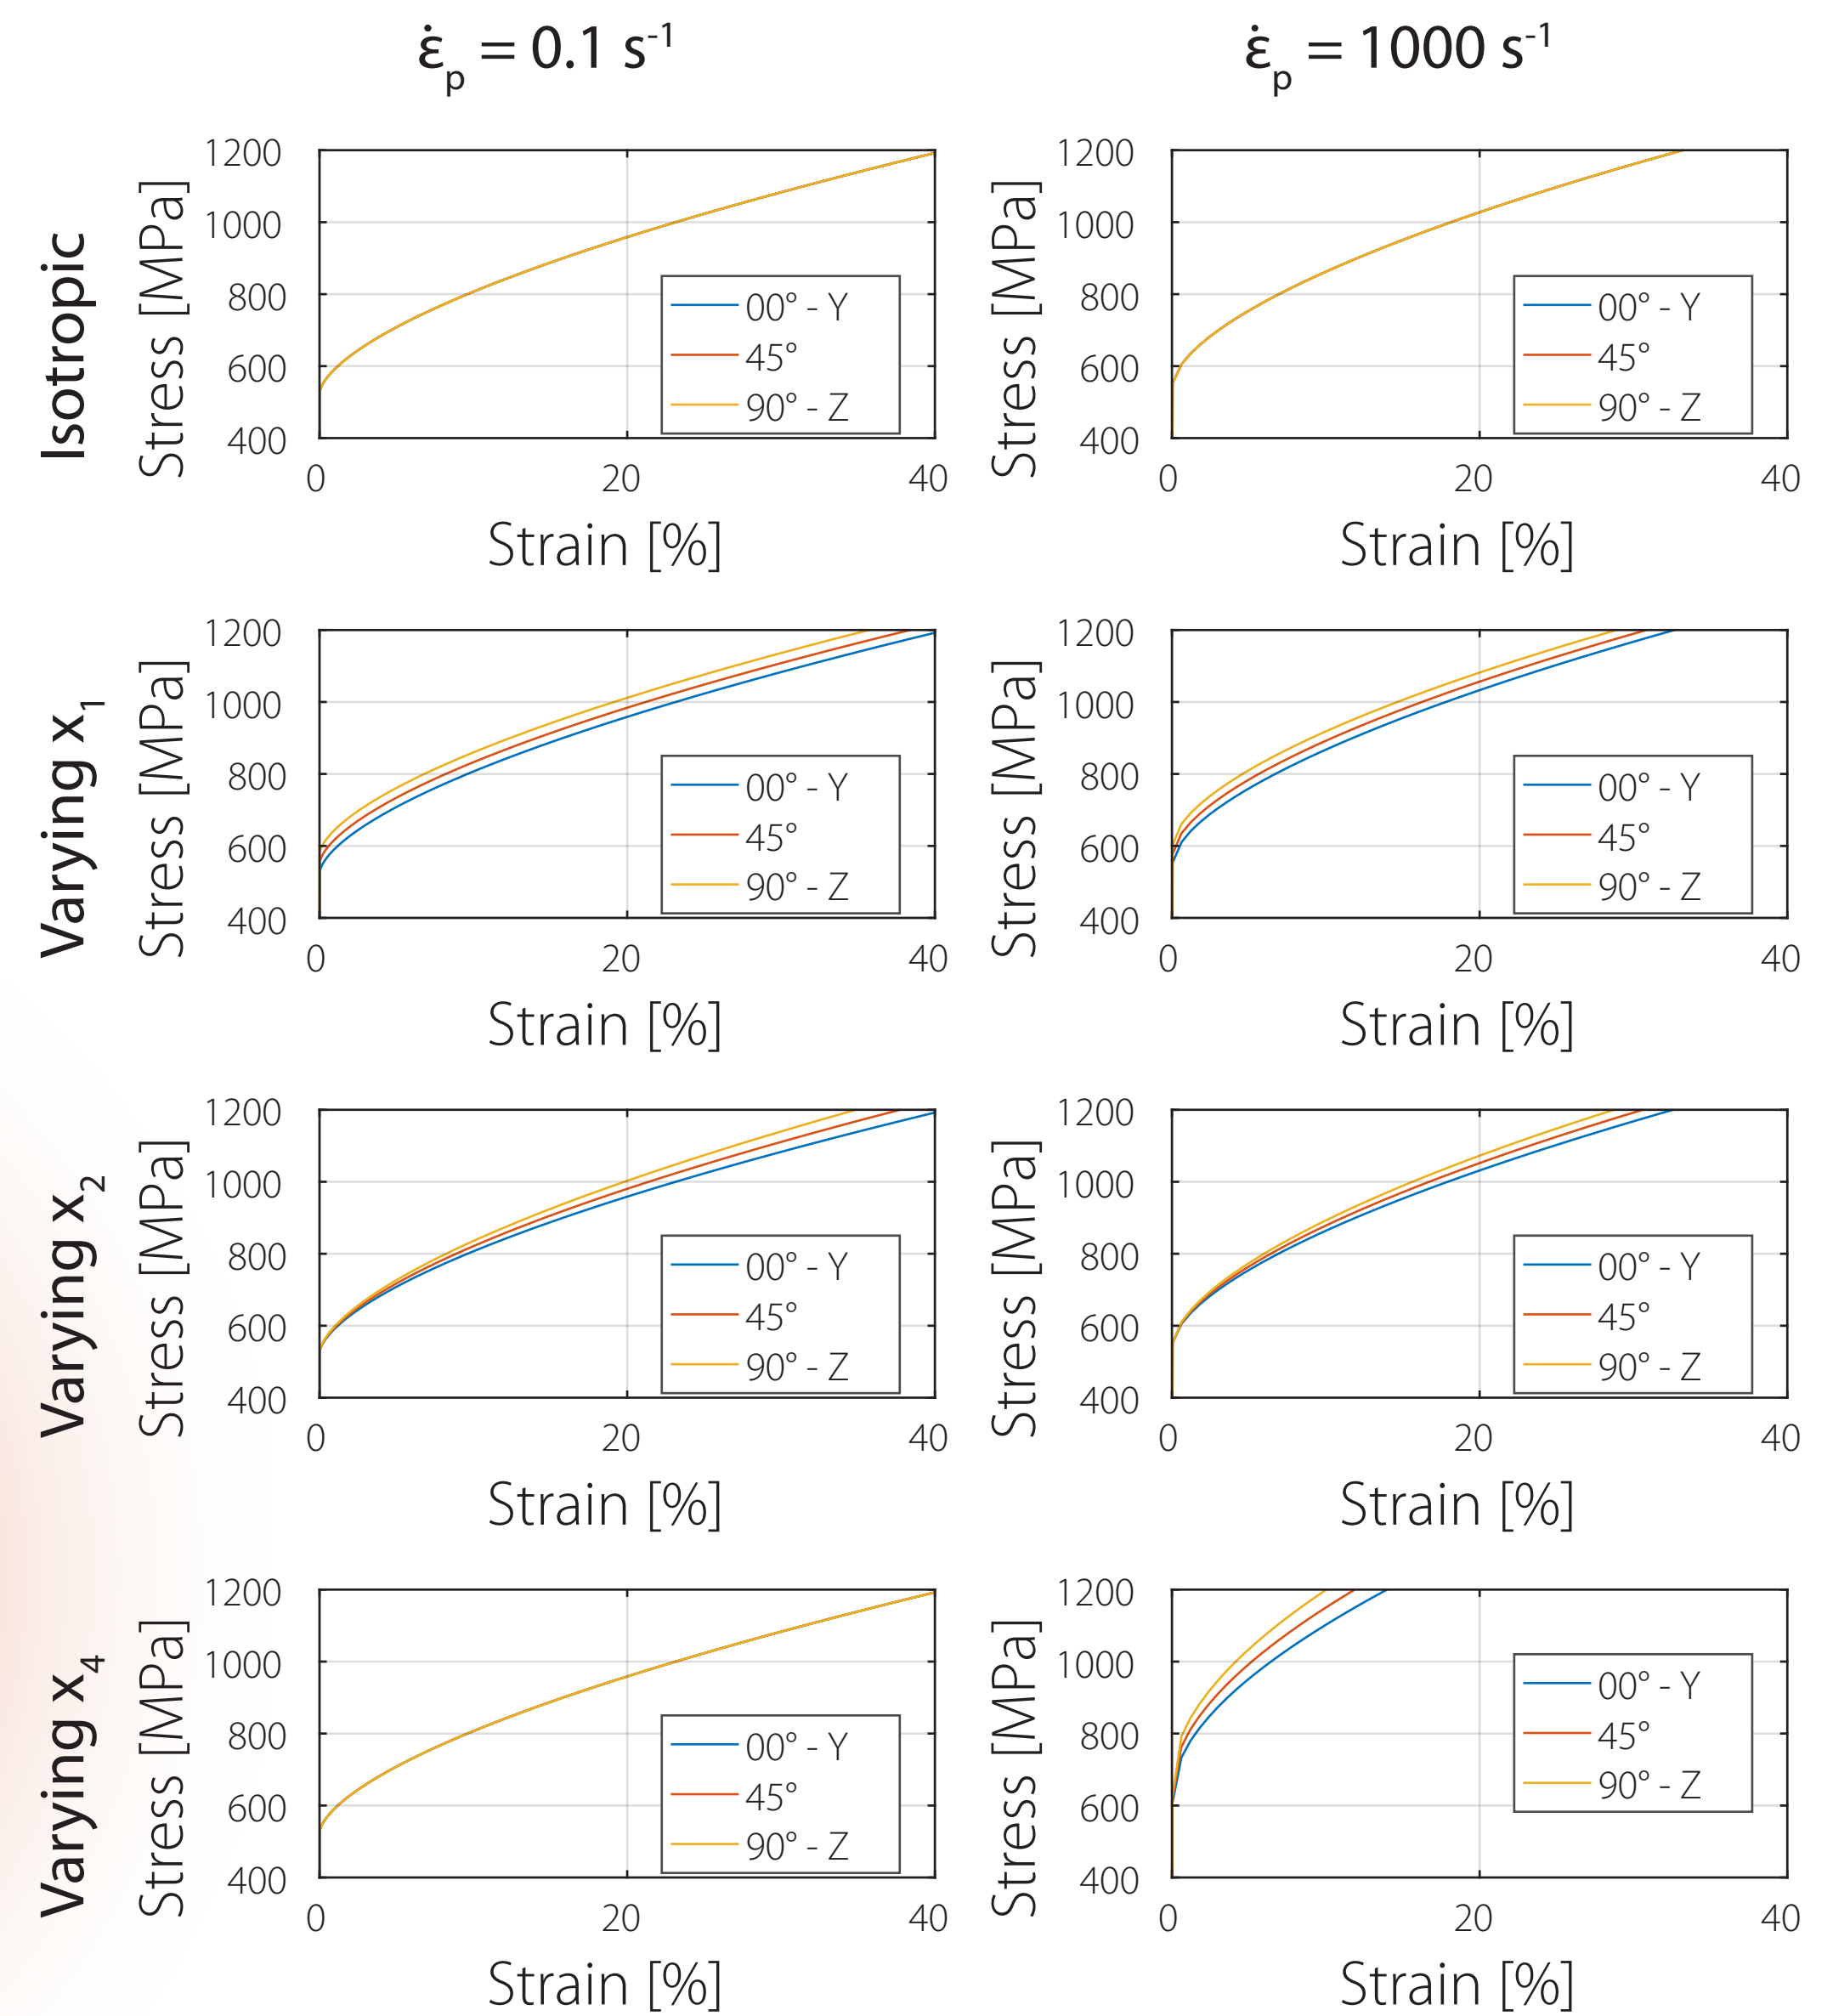 ε̇p = 0.1 s-1
ε̇p = 1000 s-1
Isotropic
Stress [MPa]
1200
1000
800
600
400
00° - Y
45°
90° - Z
0 20 40
Strain [%]
Stress [MPa]
1200
1000
800
600
400
00° - Y
45°
90° - Z
0 20 40
Strain [%]
Varying x1
Stress [MPa]
1200
1000
800
600
400
00° - Y
45°
90° - Z
0 20 40
Strain [%]
Stress [MPa]
1200
1000
800
600
400
00° - Y
45°
90° - Z
0 20 40
Strain [%]
Varying x2
Stress [MPa]
1200
1000
800
600
400
00° - Y
45°
90° - Z
0 20 40
Strain [%]
Stress [MPa]
1200
1000
800
600
400
00° - Y
45°
90° - Z
0 20 40
Strain [%]
Varying x4
Stress [MPa]
1200
1000
800
600
400
00° - Y
45°
90° - Z
0 20 40
Strain [%]
Stress [MPa]
1200
1000
800
600
400
00° - Y
45°
90° - Z
0 20 40
Strain [%]